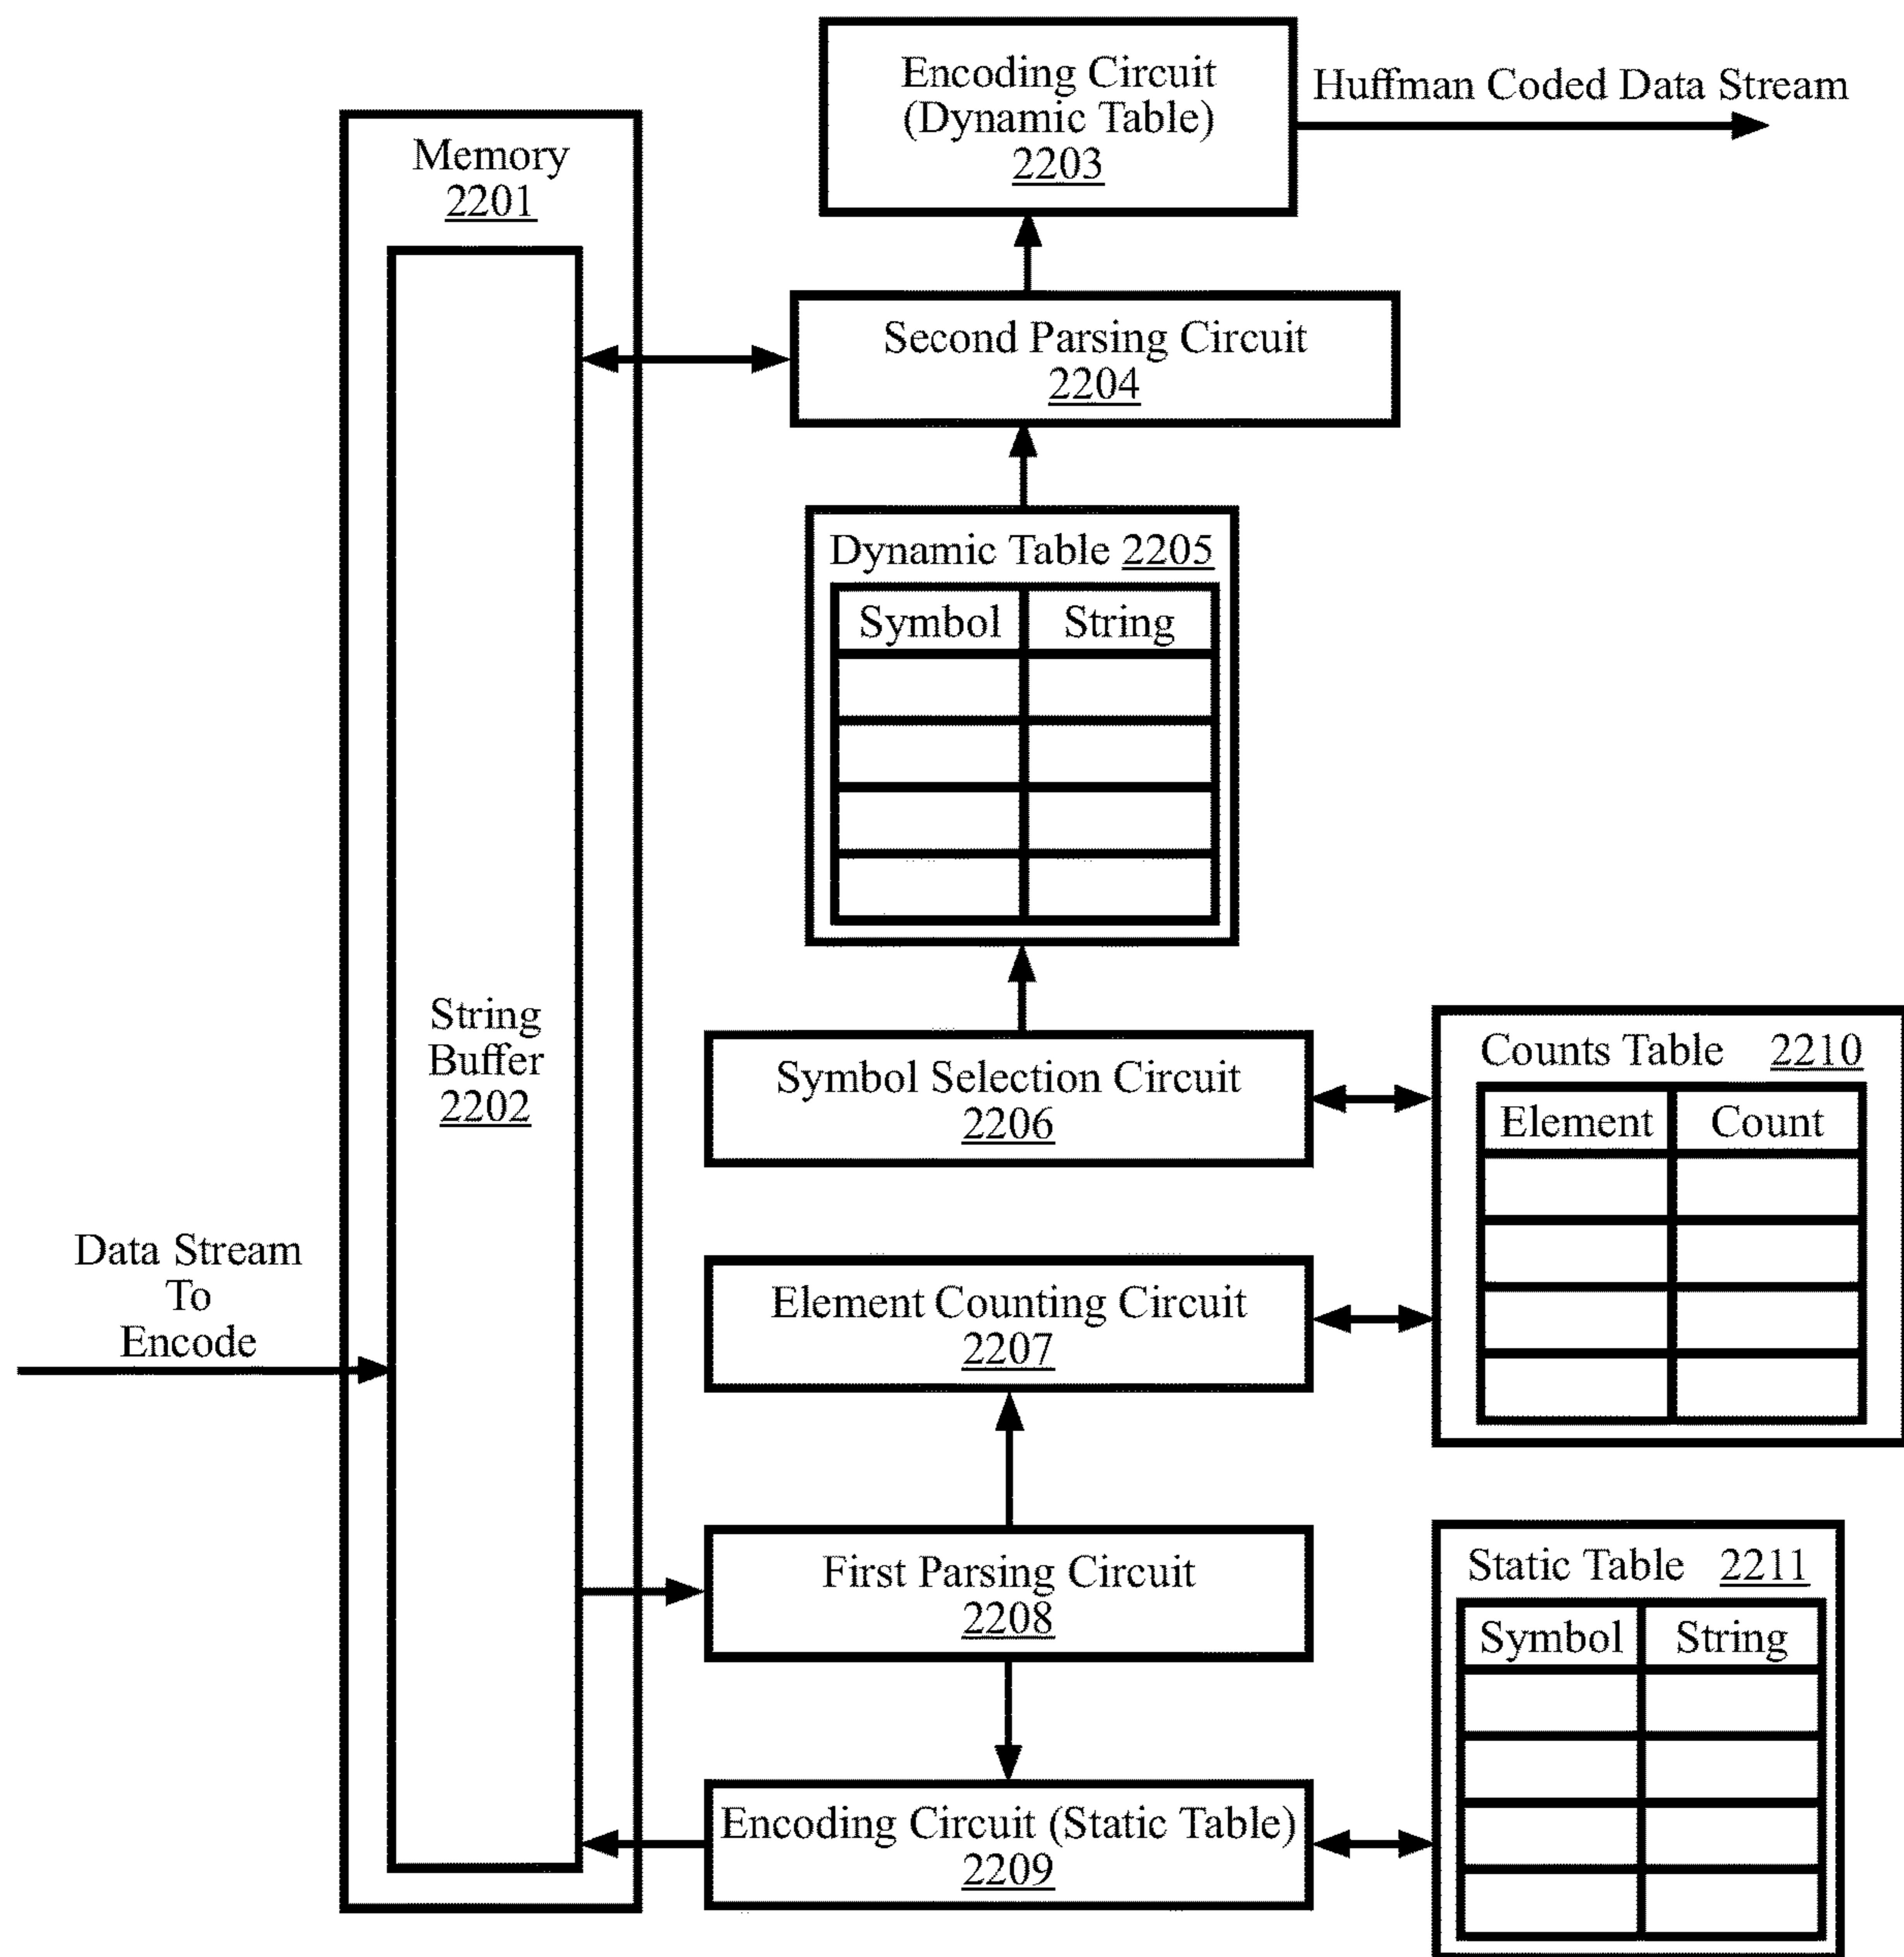 Encoding Circuit
(Dynamic Table)
2203
Huffman Coded Data Stream
Memory
2201
Second Parsing Circuit
2204
Dynamic Table 2205
Symbol String
String
Buffer
2202
Symbol Selection Circuit
2206
Counts Table 2210
Element Count
Data Stream
To
Encode
Element Counting Circuit
2207
First Parsing Circuit
2208
Static Table 2211
Symbol String
Encoding Circuit (Static Table)
2209